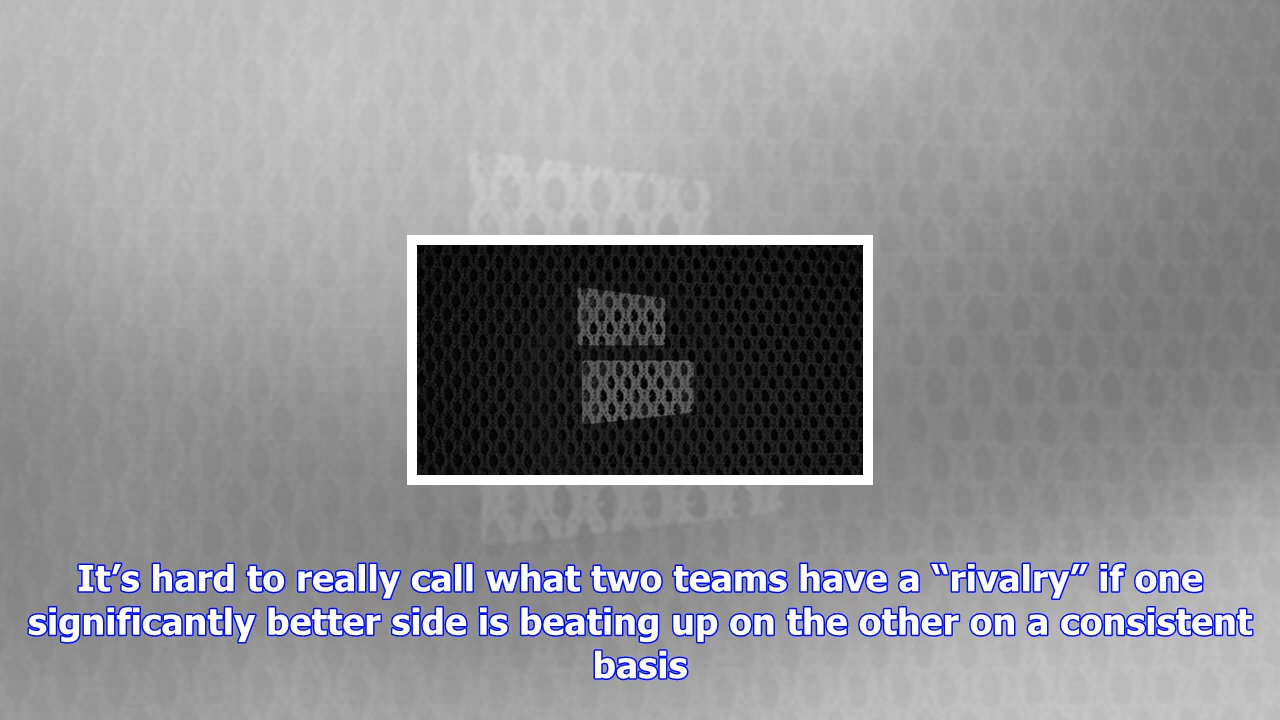 It’s hard to really call what two teams have a “rivalry” if one
significantly better side is beating up on the other on a consistent
basis